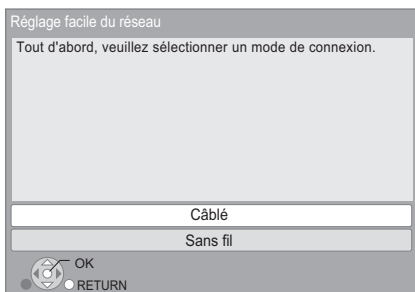 Réglage facile du réseau
Tout d'abord, veuillez sélectionner un mode de connexion.
Câblé
Sans fil
OK
RETURN